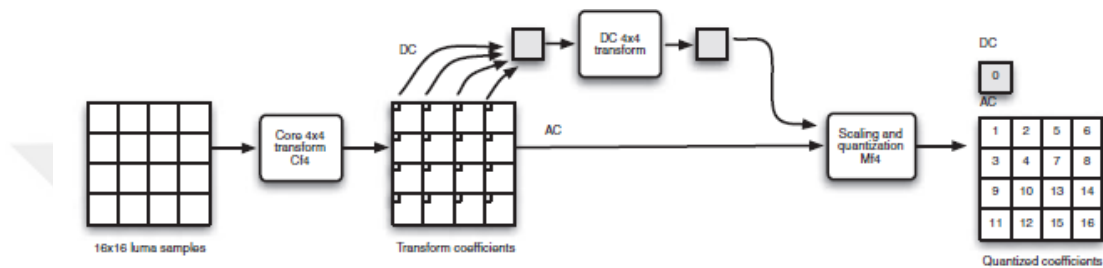 DC
DC 4x4
transform
DC
0
AC
Core 4x4
transform
Cf4
AC
Scaling and
quantization
Mf4
1 2 5 6
3 4 7 8
9 10 13 14
11 12 15 16
16x16 luma samples
Transform coefficients
Quantized coefficients